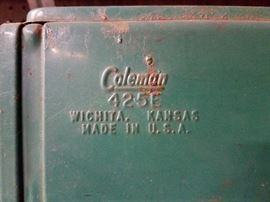 Coleman
425E
WICHITA, KANSAS
MADE IN U.S.A.